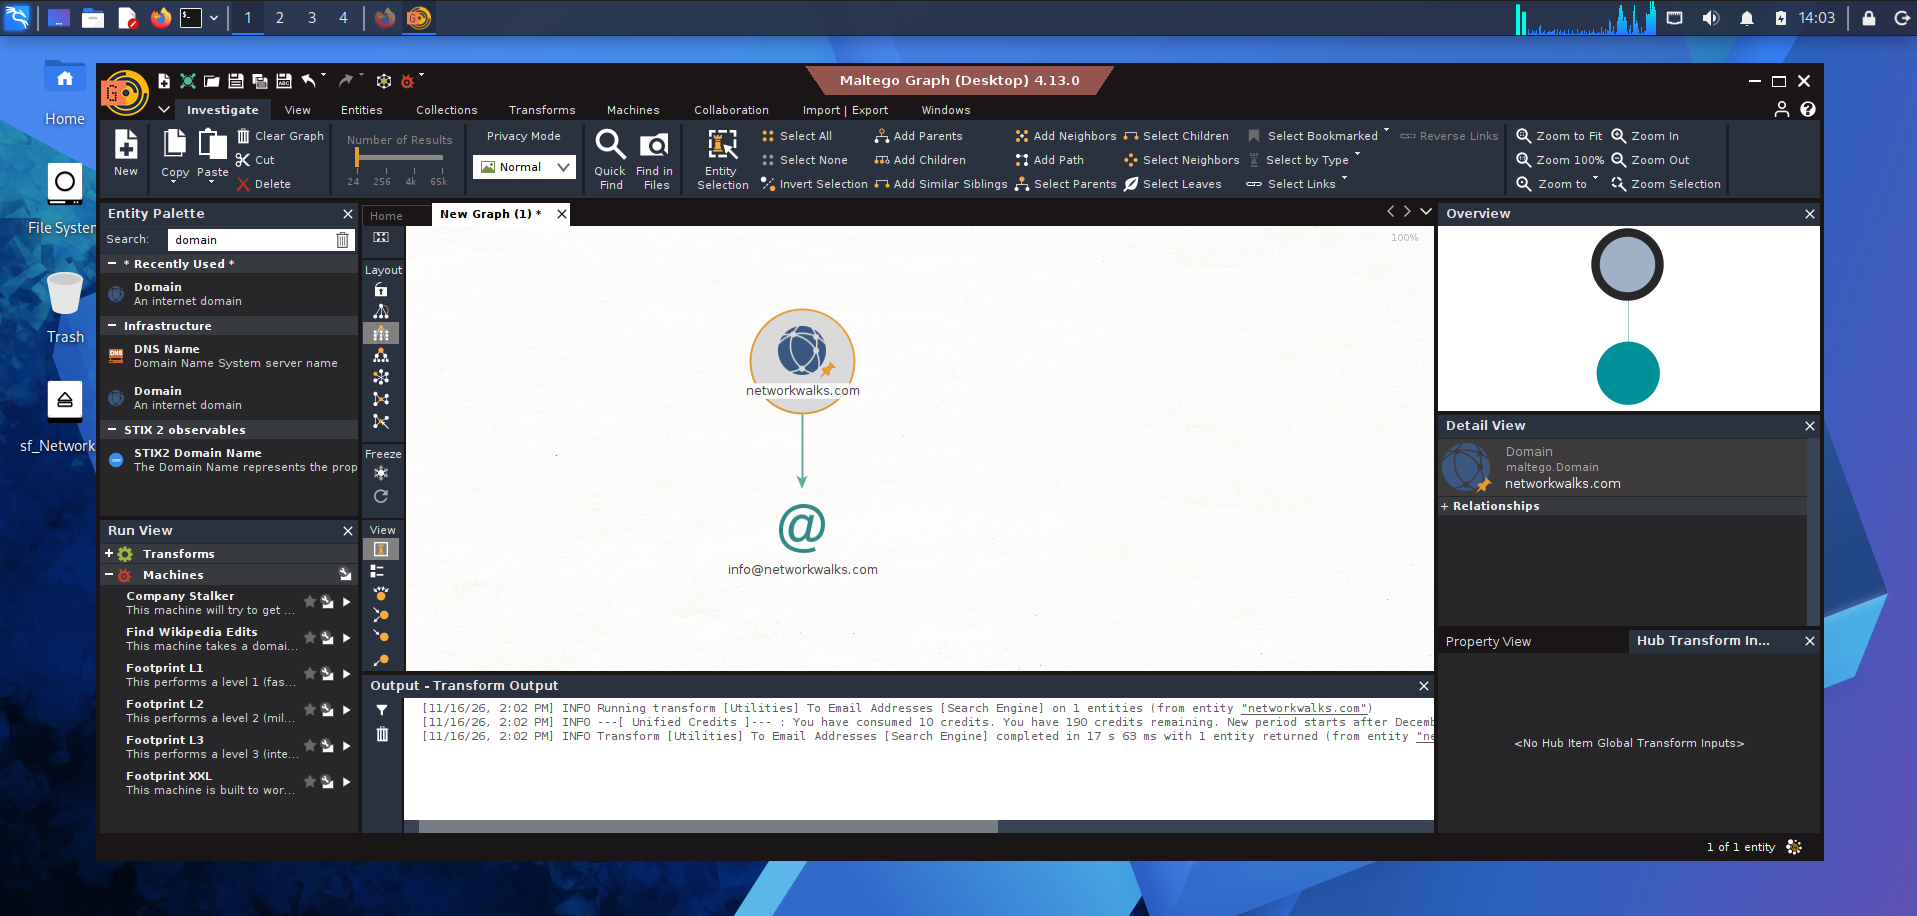 1 2 3 4
14:03
Home
File System
Trash
sf_Network
Maltego Graph (Desktop) 4.13.0
Investigate View Entities Collections Transforms Machines Collaboration Import | Export Windows
New
Copy
Paste
Clear Graph
Cut
Delete
Number of Results
24 256 4k 65k
Privacy Mode
Normal
Quick
Find
Find in
Files
Entity
Selection
Select All
Select None
Invert Selection
Add Parents
Add Children
Add Similar Siblings
Add Neighbors
Add Path
Select Parents
Select Children
Select Neighbors
Select Leaves
Select Bookmarked
Select by Type
Select Links
Reverse Links
Zoom to Fit
Zoom 100%
Zoom to
Zoom In
Zoom Out
Zoom Selection
Entity Palette
Search: domain
* Recently Used *
Domain
An internet domain
Infrastructure
DNS Name
Domain Name System server name
Domain
An internet domain
STIX 2 observables
STIX2 Domain Name
The Domain Name represents the prop
Run View
Transforms
Machines
Company Stalker
This machine will try to get ...
Find Wikipedia Edits
This machine takes a domai...
Footprint L1
This performs a level 1 (fas...
Footprint L2
This performs a level 2 (mil...
Footprint L3
This performs a level 3 (inte...
Footprint XXL
This machine is built to wor...
Home New Graph (1) *
Layout
Freeze
View
100%
networkwalks.com
@
info@networkwalks.com
Output - Transform Output
[11/16/26, 2:02 PM] INFO Running transform [Utilities] To Email Addresses [Search Engine] on 1 entities (from entity "networkwalks.com")
[11/16/26, 2:02 PM] INFO ---[ Unified Credits ]--- : You have consumed 10 credits. You have 190 credits remaining. New period starts after Decemb
[11/16/26, 2:02 PM] INFO Transform [Utilities] To Email Addresses [Search Engine] completed in 17 s 63 ms with 1 entity returned (from entity "ne
Overview
Detail View
Domain
maltego.Domain
networkwalks.com
+ Relationships
Property View Hub Transform In...
<No Hub Item Global Transform Inputs>
1 of 1 entity